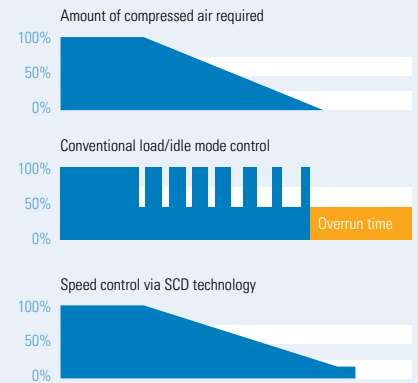 Amount of compressed air required
100%
50%
0%
Conventional load/idle mode control
100%
50%
0%
Overrun time
Speed control via SCD technology
100%
50%
0%